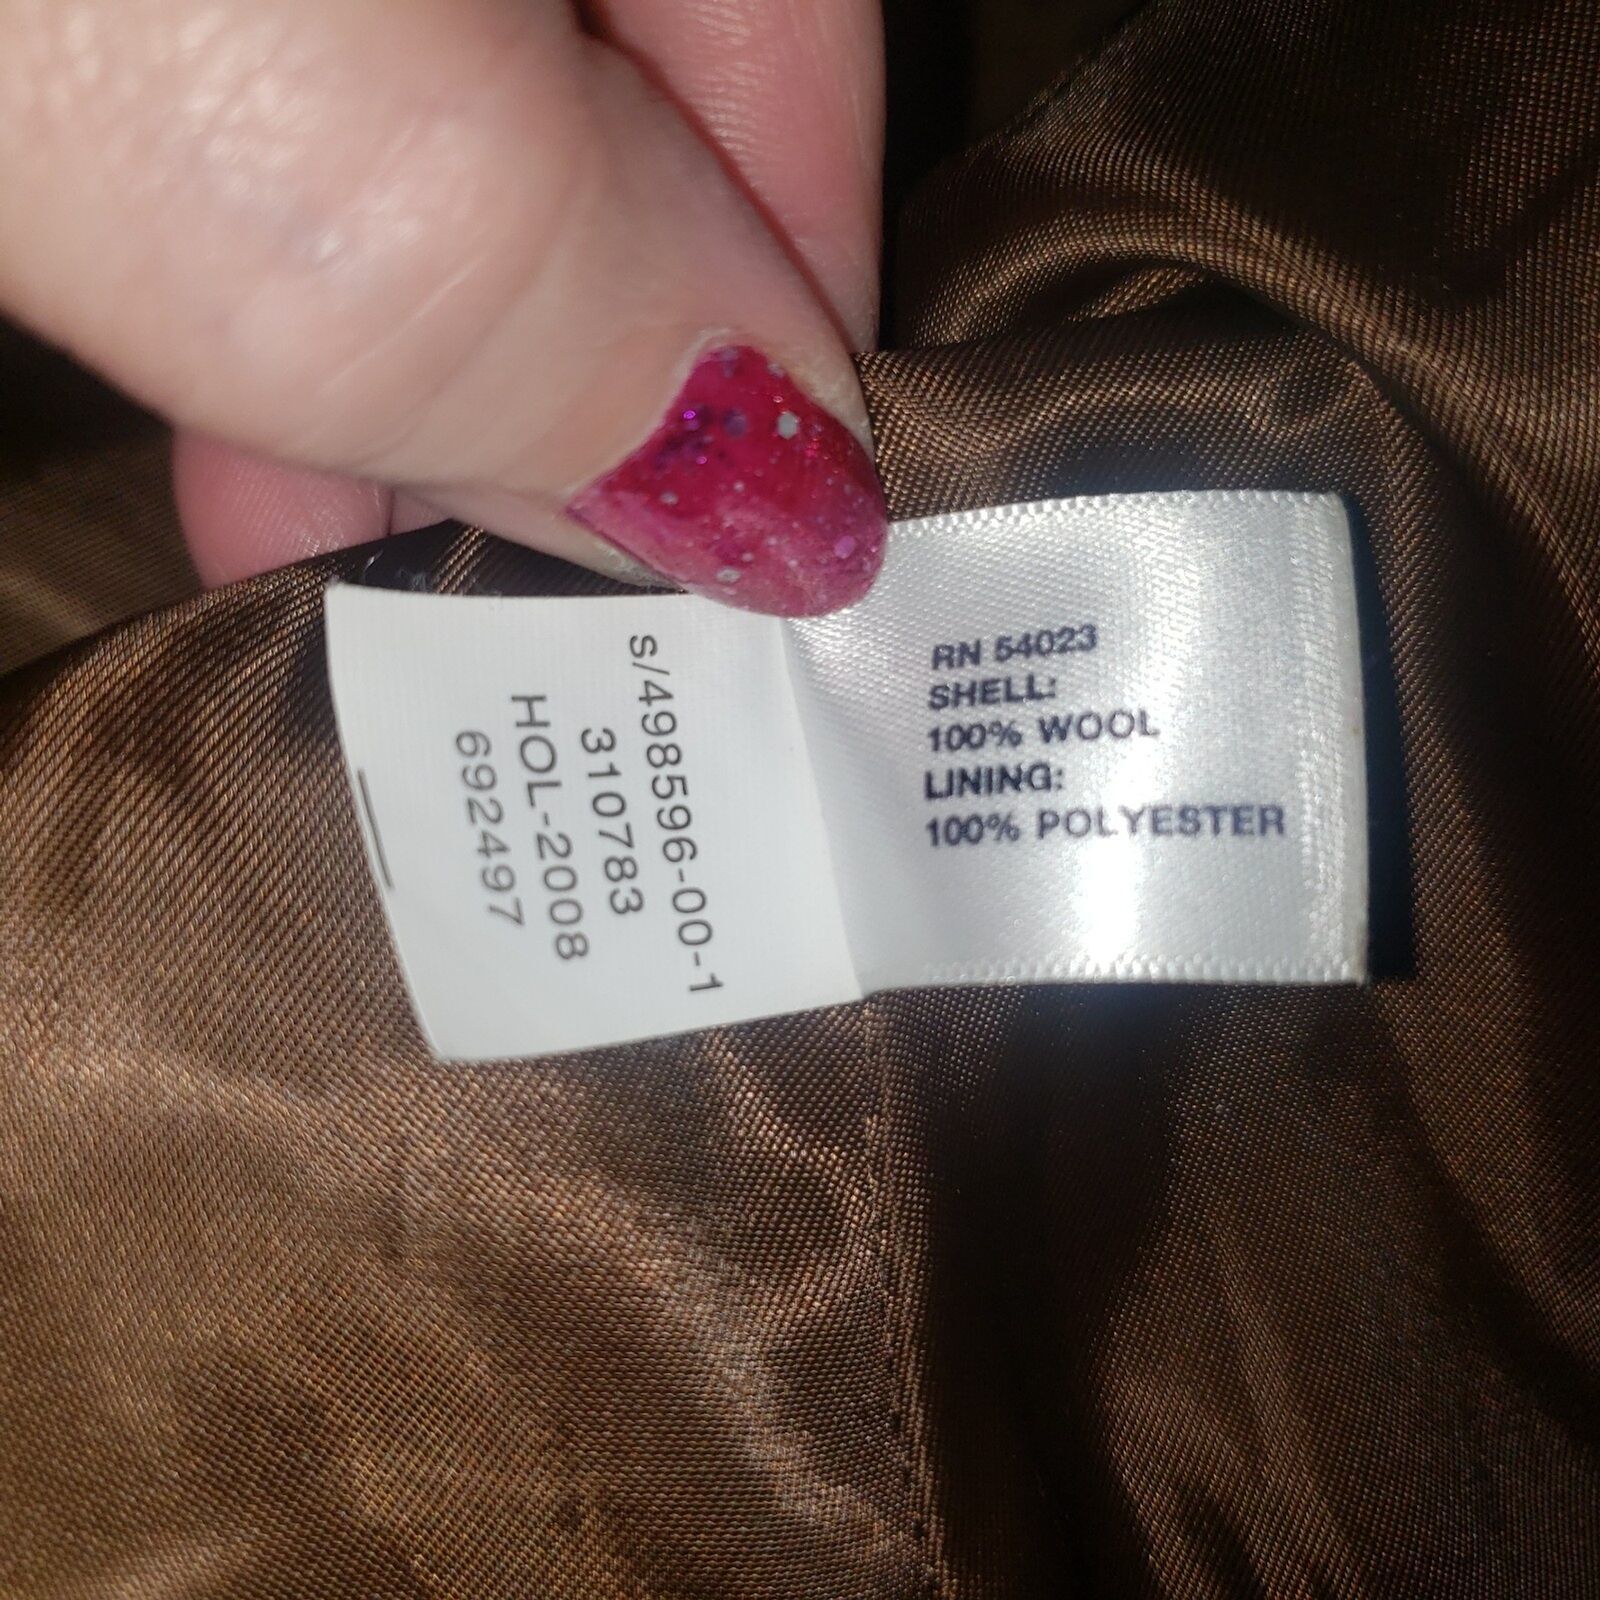 s/498596-00-1
310783
HOL-2008
692497
RN 54023
SHELL:
100% WOOL
LINING:
100% POLYESTER